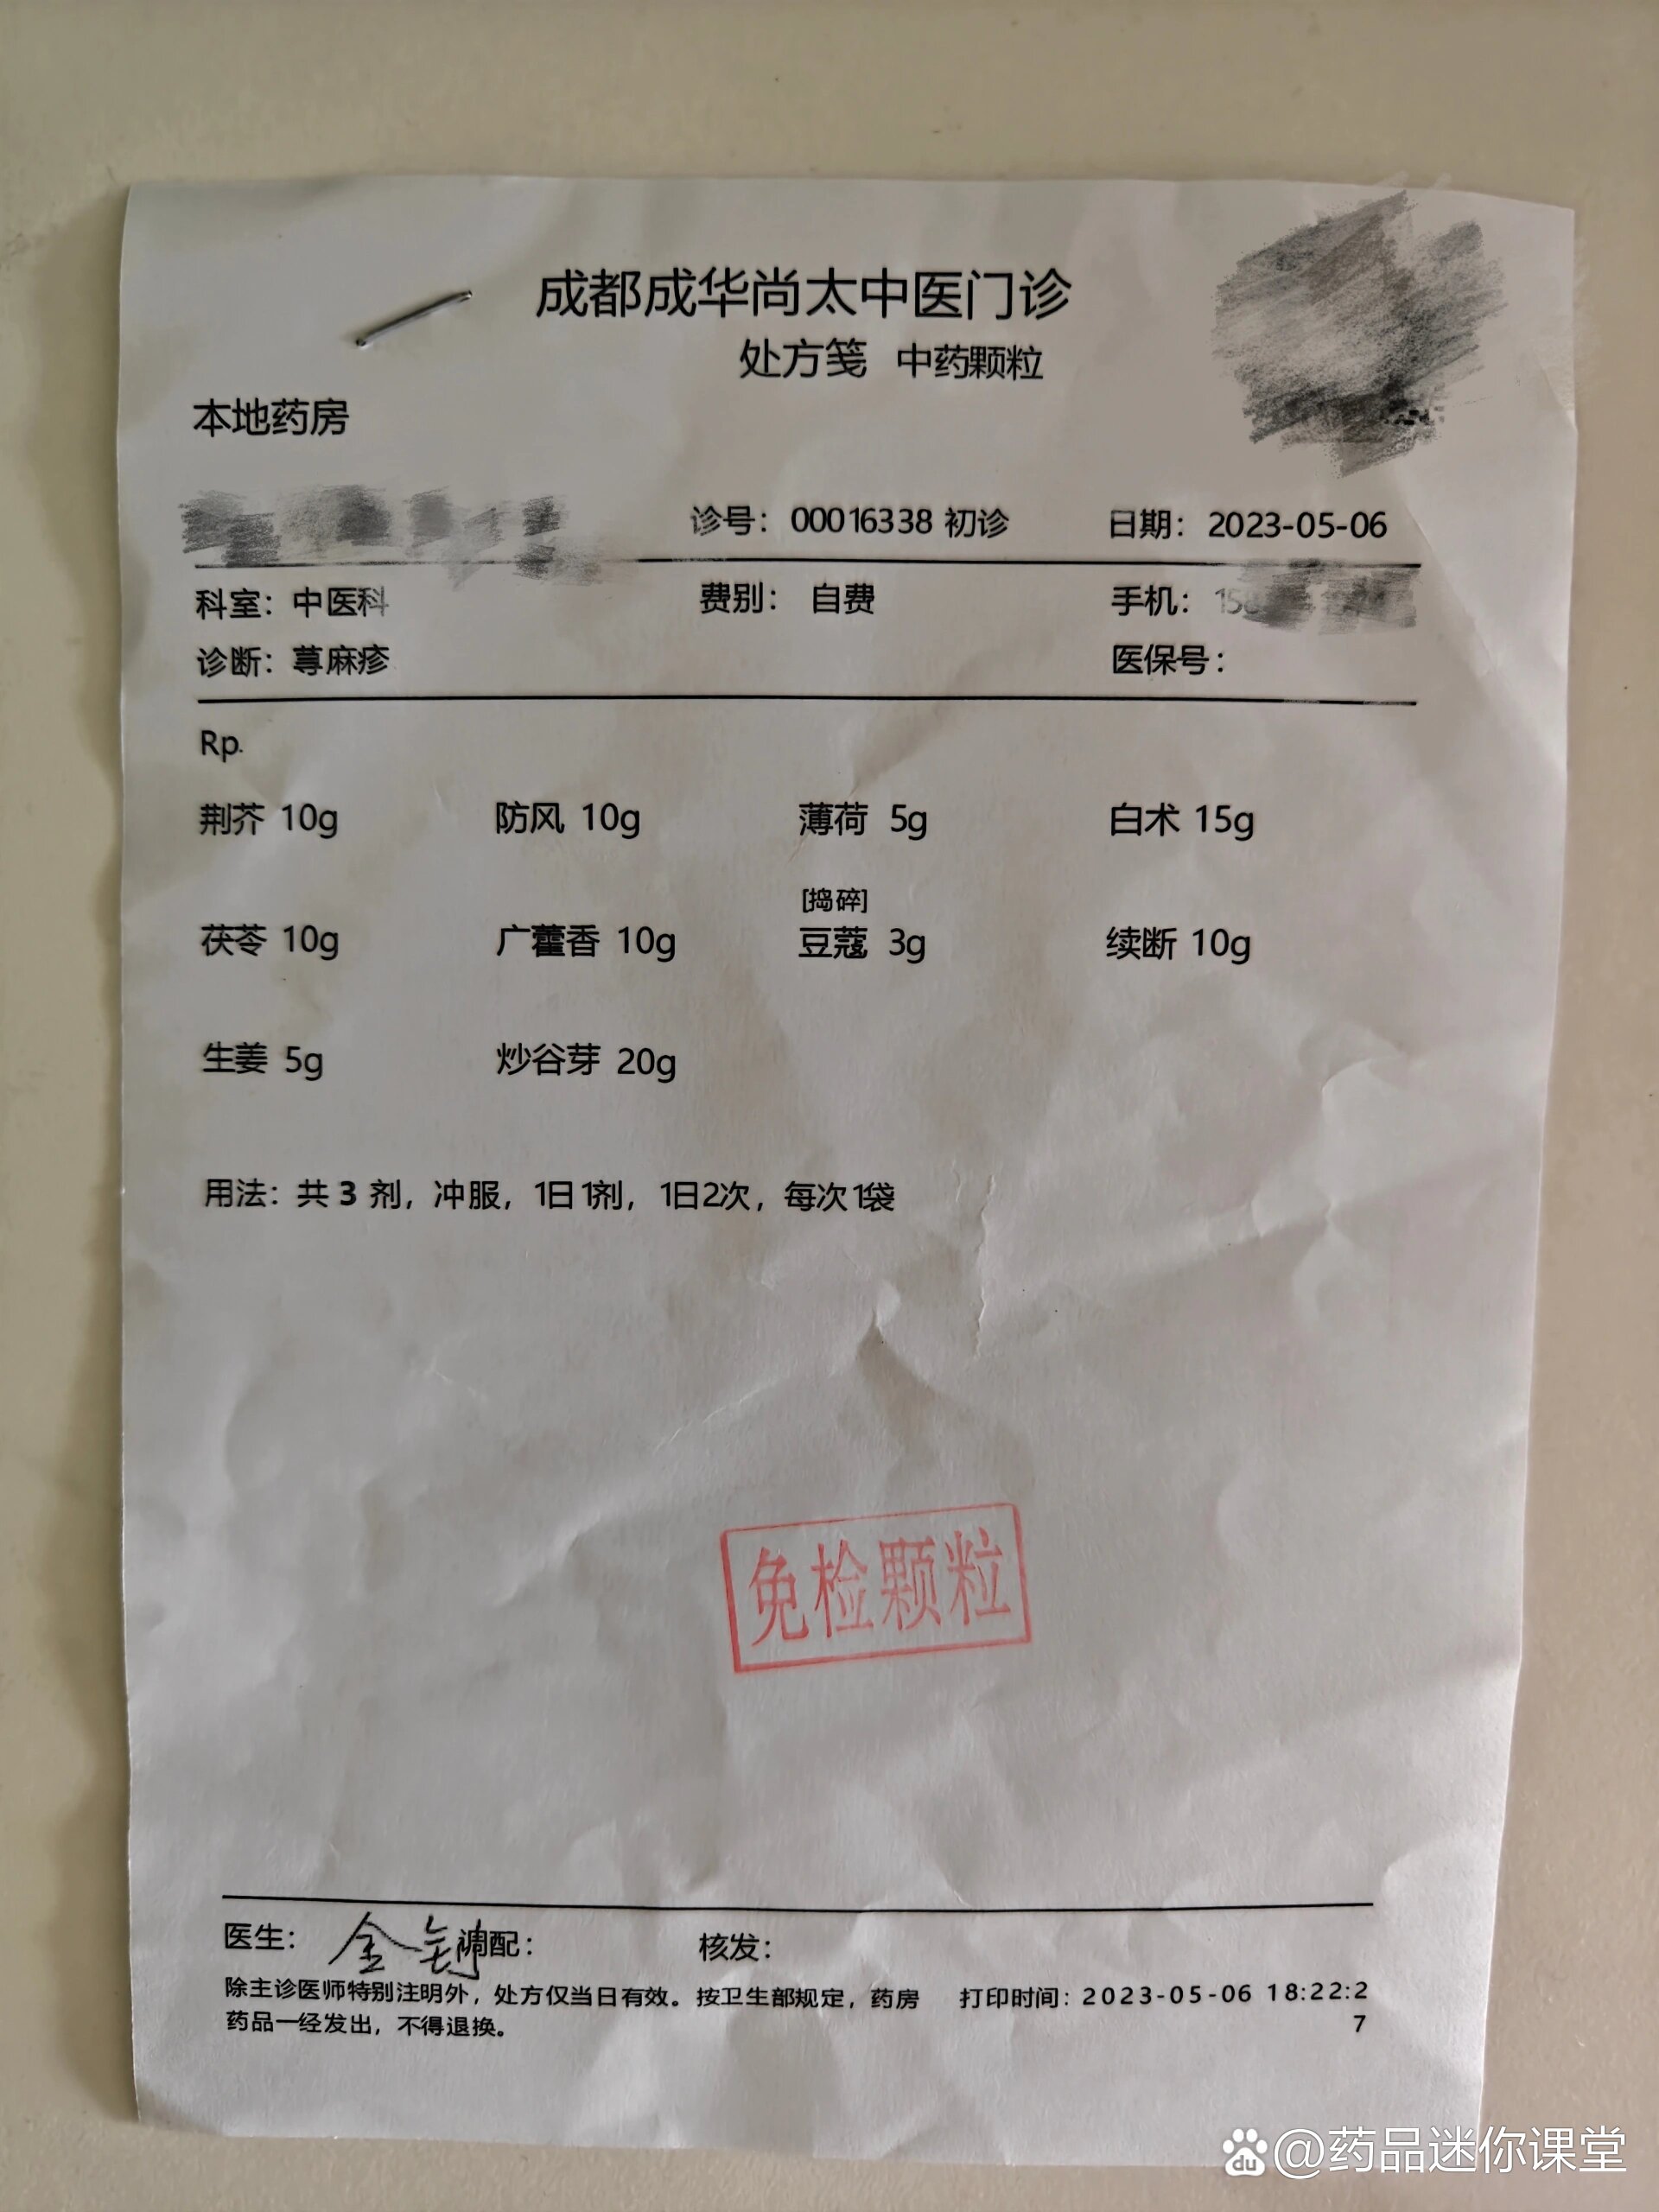 成都成华尚太中医门诊
处方笺 中药颗粒
本地药房
诊号：00016338 初诊 日期：2023-05-06
科室：中医科 费别： 自费 手机：
诊断：荨麻疹 医保号：
Rp.
荆芥 10g 防风 10g 薄荷 5g 白术 15g
[捣碎]
茯苓 10g 广藿香 10g 豆蔻 3g 续断 10g
生姜 5g 炒谷芽 20g
用法：共 3 剂，冲服，1日1剂，1日2次，每次1袋
免检颗粒
医生： 调配： 核发：
除主诊医师特别注明外，处方仅当日有效。按卫生部规定，药房 打印时间：2023-05-06 18:22:2
药品一经发出，不得退换。 7
du @药品迷你课堂